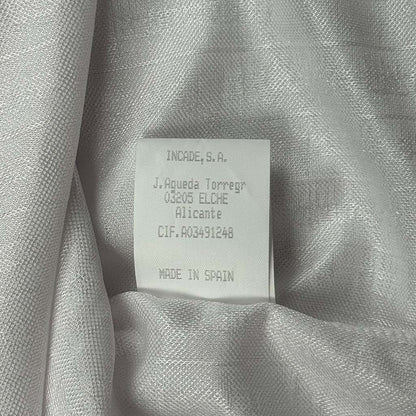 INCADE,S.A.
J.Agueda Torregr
03205 ELCHE
Alicante
CIF.A03491248
MADE IN SPAIN